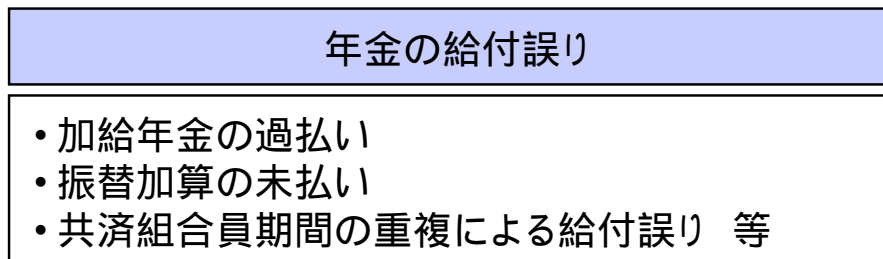 年金の給付誤り
• 加給年金の過払い
• 振替加算の未払い
• 共済組合員期間の重複による給付誤り 等